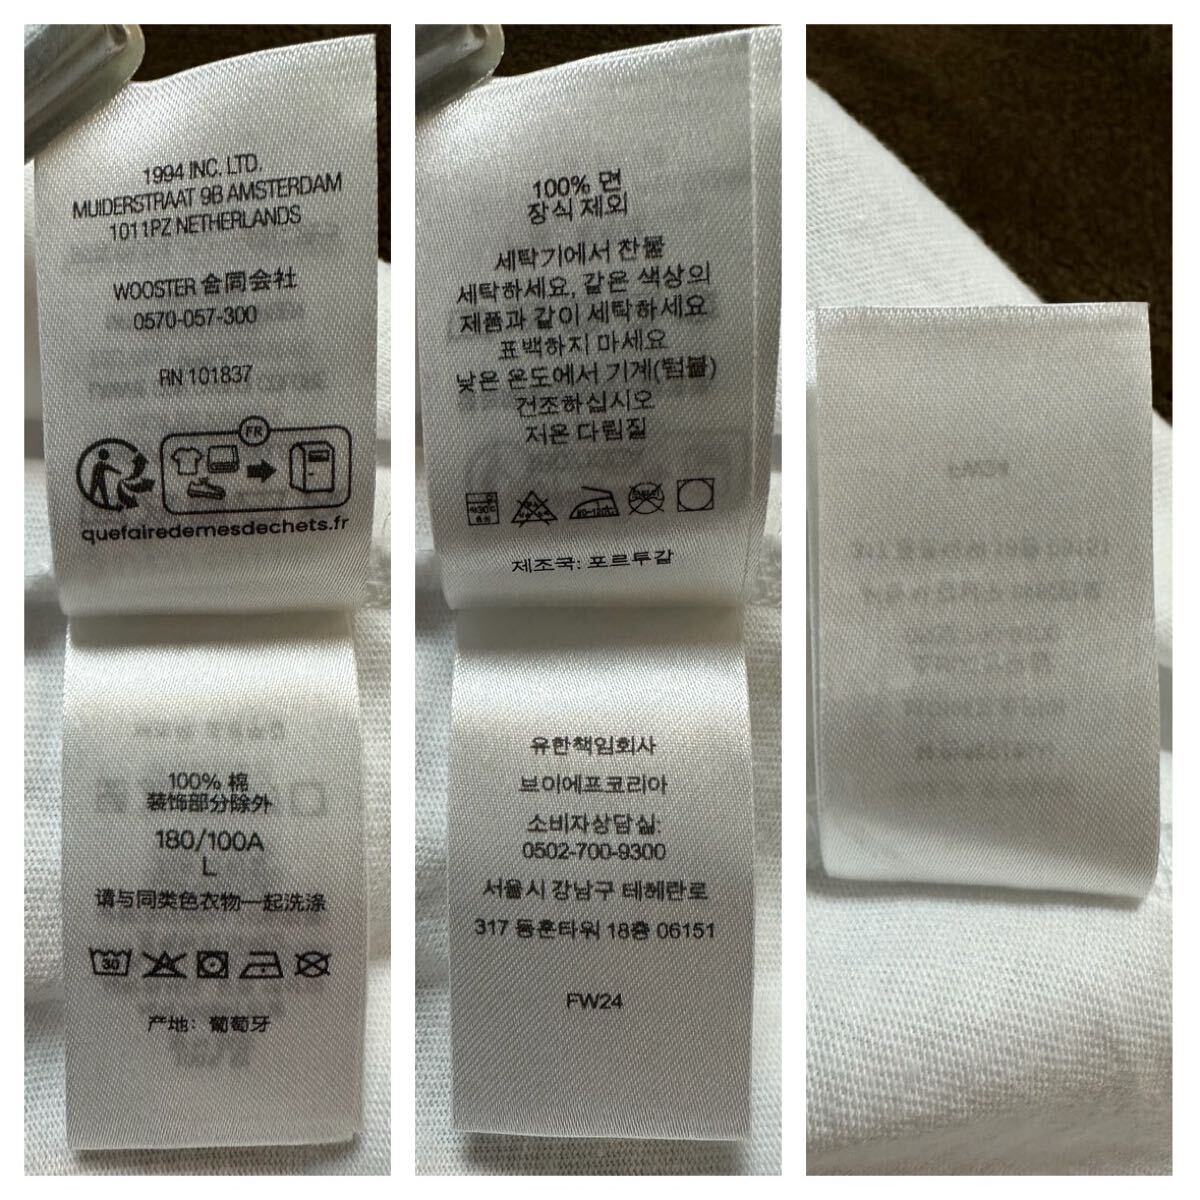 1994 INC. LTD.
MUIDERSTRAAT 9B AMSTERDAM
1011PZ NETHERLANDS
WOOSTER 合同会社
0570-057-300
RN 101837
FR
quefairedemesdechets.fr
100% 棉
装饰部分除外
180/100A
L
请与同类色衣物一起洗涤
30
产地: 葡萄牙
100% 면
장식 제외
세탁기에서 찬물
세탁하세요, 같은 색상의
제품과 같이 세탁하세요
표백하지 마세요
낮은 온도에서 기계(텀블)
건조하십시오
저온 다림질
80-120℃
제조국: 포르투갈
유한책임회사
브이에프코리아
소비자상담실:
0502-700-9300
서울시 강남구 테헤란로
317 동훈타워 18층 06151
FW24